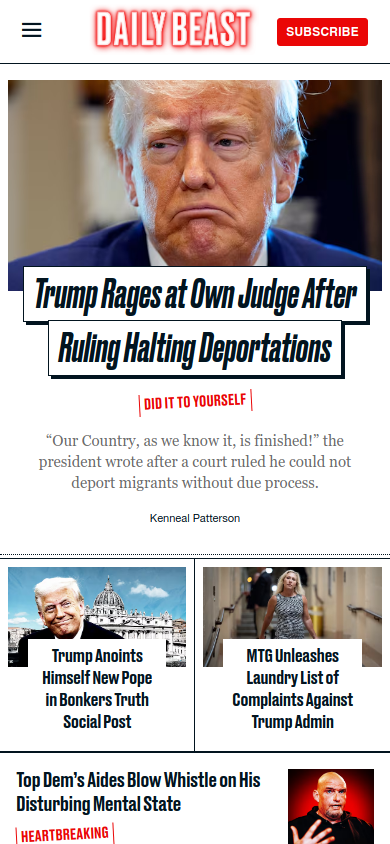 DAILY BEAST
SUBSCRIBE
Trump Rages at Own Judge After
Ruling Halting Deportations
DID IT TO YOURSELF
“Our Country, as we know it, is finished!” the
president wrote after a court ruled he could not
deport migrants without due process.
Kenneal Patterson
Trump Anoints
Himself New Pope
in Bonkers Truth
Social Post
MTG Unleashes
Laundry List of
Complaints Against
Trump Admin
Top Dem’s Aides Blow Whistle on His
Disturbing Mental State
HEARTBREAKING